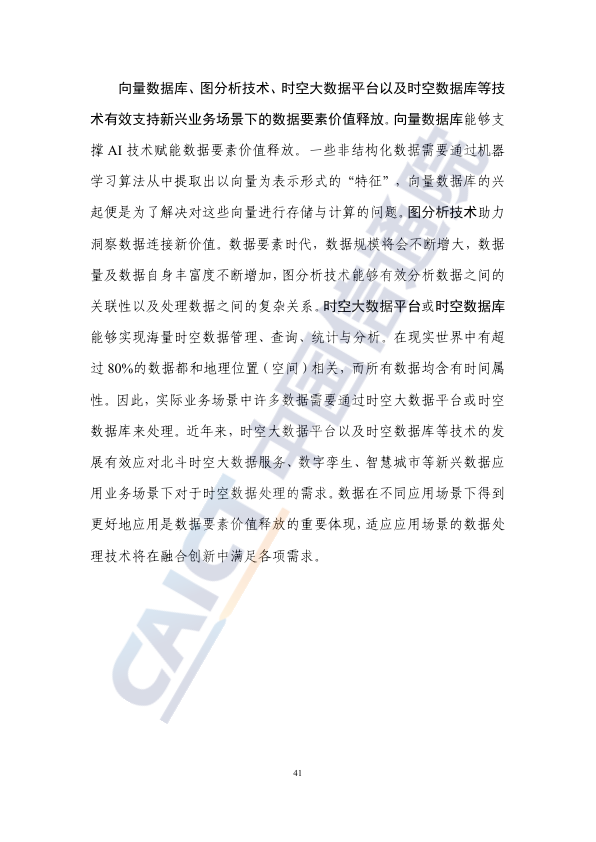 向量数据库、图分析技术、时空大数据平台以及时空数据库等技
术有效支持新兴业务场景下的数据要素价值释放。向量数据库能够支
撑 AI 技术赋能数据要素价值释放。一些非结构化数据需要通过机器
学习算法从中提取出以向量为表示形式的“特征”，向量数据库的兴
起便是为了解决对这些向量进行存储与计算的问题。图分析技术助力
洞察数据连接新价值。数据要素时代，数据规模将会不断增大，数据
量及数据自身丰富度不断增加，图分析技术能够有效分析数据之间的
关联性以及处理数据之间的复杂关系。时空大数据平台或时空数据库
能够实现海量时空数据管理、查询、统计与分析。在现实世界中有超
过 80%的数据都和地理位置（空间）相关，而所有数据均含有时间属
性。因此，实际业务场景中许多数据需要通过时空大数据平台或时空
数据库来处理。近年来，时空大数据平台以及时空数据库等技术的发
展有效应对北斗时空大数据服务、数字孪生、智慧城市等新兴数据应
用业务场景下对于时空数据处理的需求。数据在不同应用场景下得到
更好地应用是数据要素价值释放的重要体现，适应应用场景的数据处
理技术将在融合创新中满足各项需求。
CAICT 中国信通院
41